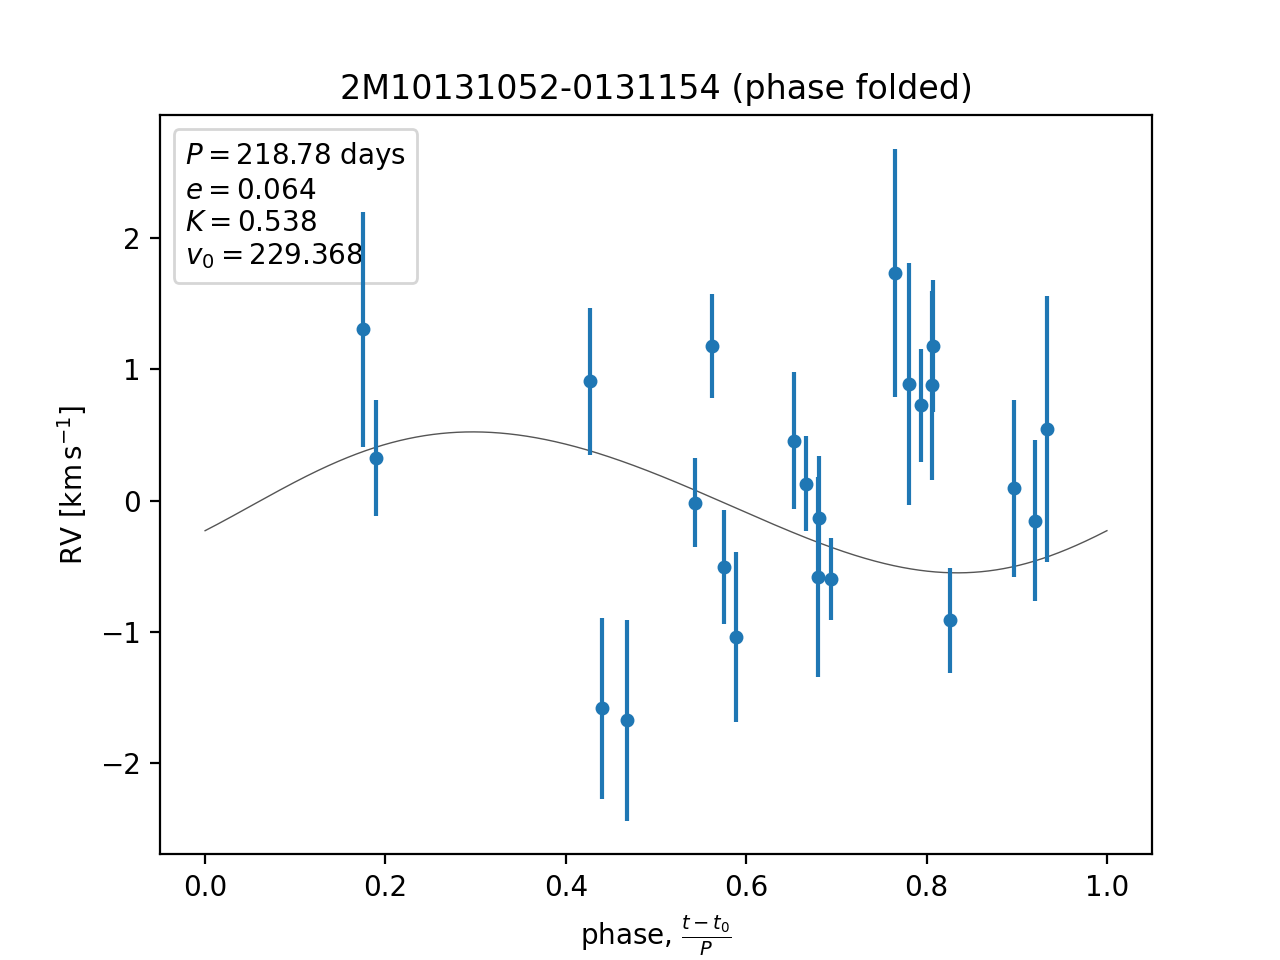 2M10131052-0131154 (phase folded)
P = 218.78 days
e = 0.064
K = 0.538
v₀ = 229.368
2
1
0
−1
−2
RV [km s⁻¹]
0.0 0.2 0.4 0.6 0.8 1.0
phase, (t − t₀)/P